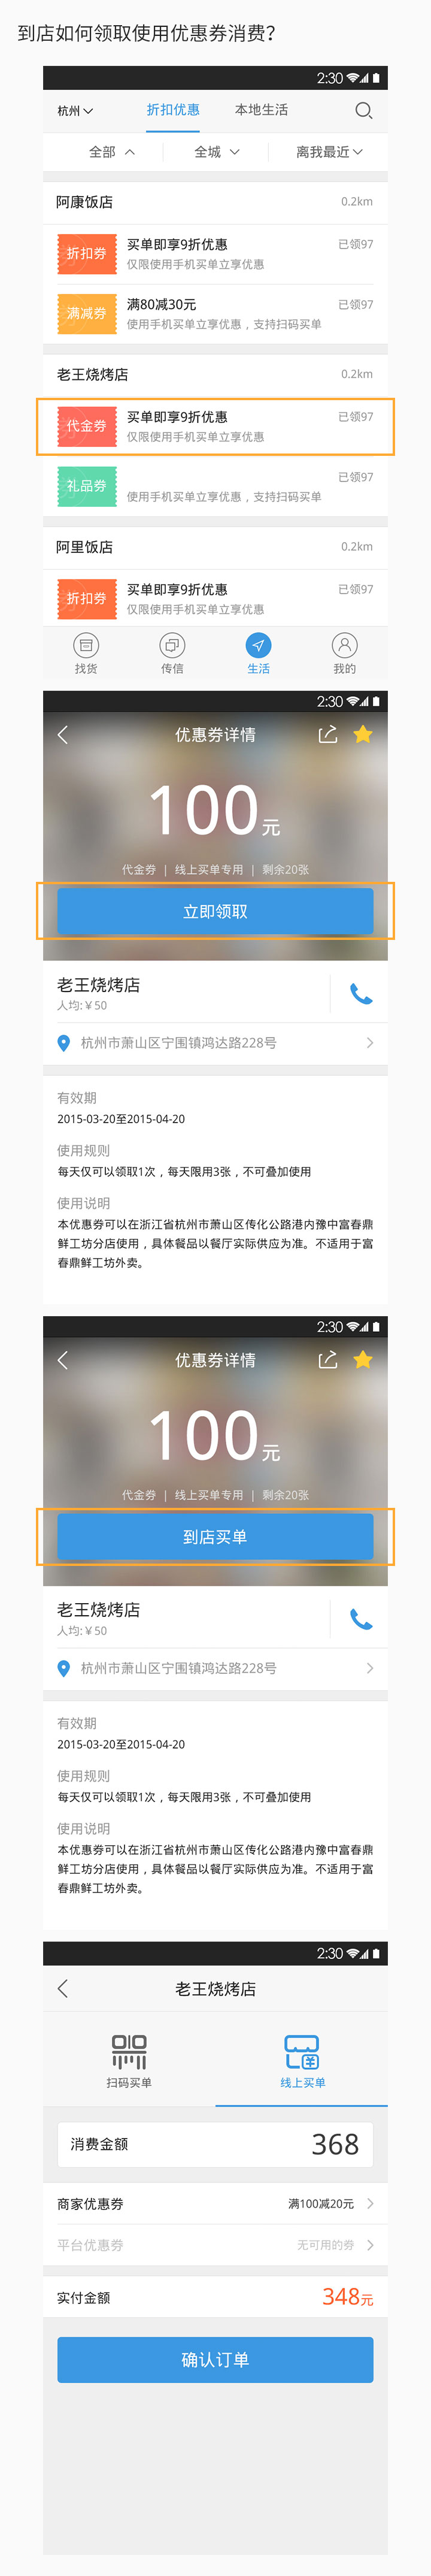 到店如何领取使用优惠券消费?
2:30
杭州 折扣优惠 本地生活
全部 全城 离我最近
阿康饭店 0.2km
折扣券 买单即享9折优惠 已领97
仅限使用手机买单立享优惠
满减券 满80减30元 已领97
使用手机买单立享优惠，支持扫码买单
老王烧烤店 0.2km
代金券 买单即享9折优惠 已领97
仅限使用手机买单立享优惠
礼品券 已领97
使用手机买单立享优惠，支持扫码买单
阿里饭店 0.2km
折扣券 买单即享9折优惠 已领97
仅限使用手机买单立享优惠
找货 传信 生活 我的
2:30
优惠券详情
100元
代金券 | 线上买单专用 | 剩余20张
立即领取
老王烧烤店
人均:￥50
杭州市萧山区宁围镇鸿达路228号
有效期
2015-03-20至2015-04-20
使用规则
每天仅可以领取1次，每天限用3张，不可叠加使用
使用说明
本优惠券可以在浙江省杭州市萧山区传化公路港内豫中富春鼎
鲜工坊分店使用，具体餐品以餐厅实际供应为准。不适用于富
春鼎鲜工坊外卖。
2:30
优惠券详情
100元
代金券 | 线上买单专用 | 剩余20张
到店买单
老王烧烤店
人均:￥50
杭州市萧山区宁围镇鸿达路228号
有效期
2015-03-20至2015-04-20
使用规则
每天仅可以领取1次，每天限用3张，不可叠加使用
使用说明
本优惠券可以在浙江省杭州市萧山区传化公路港内豫中富春鼎
鲜工坊分店使用，具体餐品以餐厅实际供应为准。不适用于富
春鼎鲜工坊外卖。
2:30
老王烧烤店
扫码买单 线上买单
消费金额 368
商家优惠券 满100减20元
平台优惠券 无可用的券
实付金额 348元
确认订单